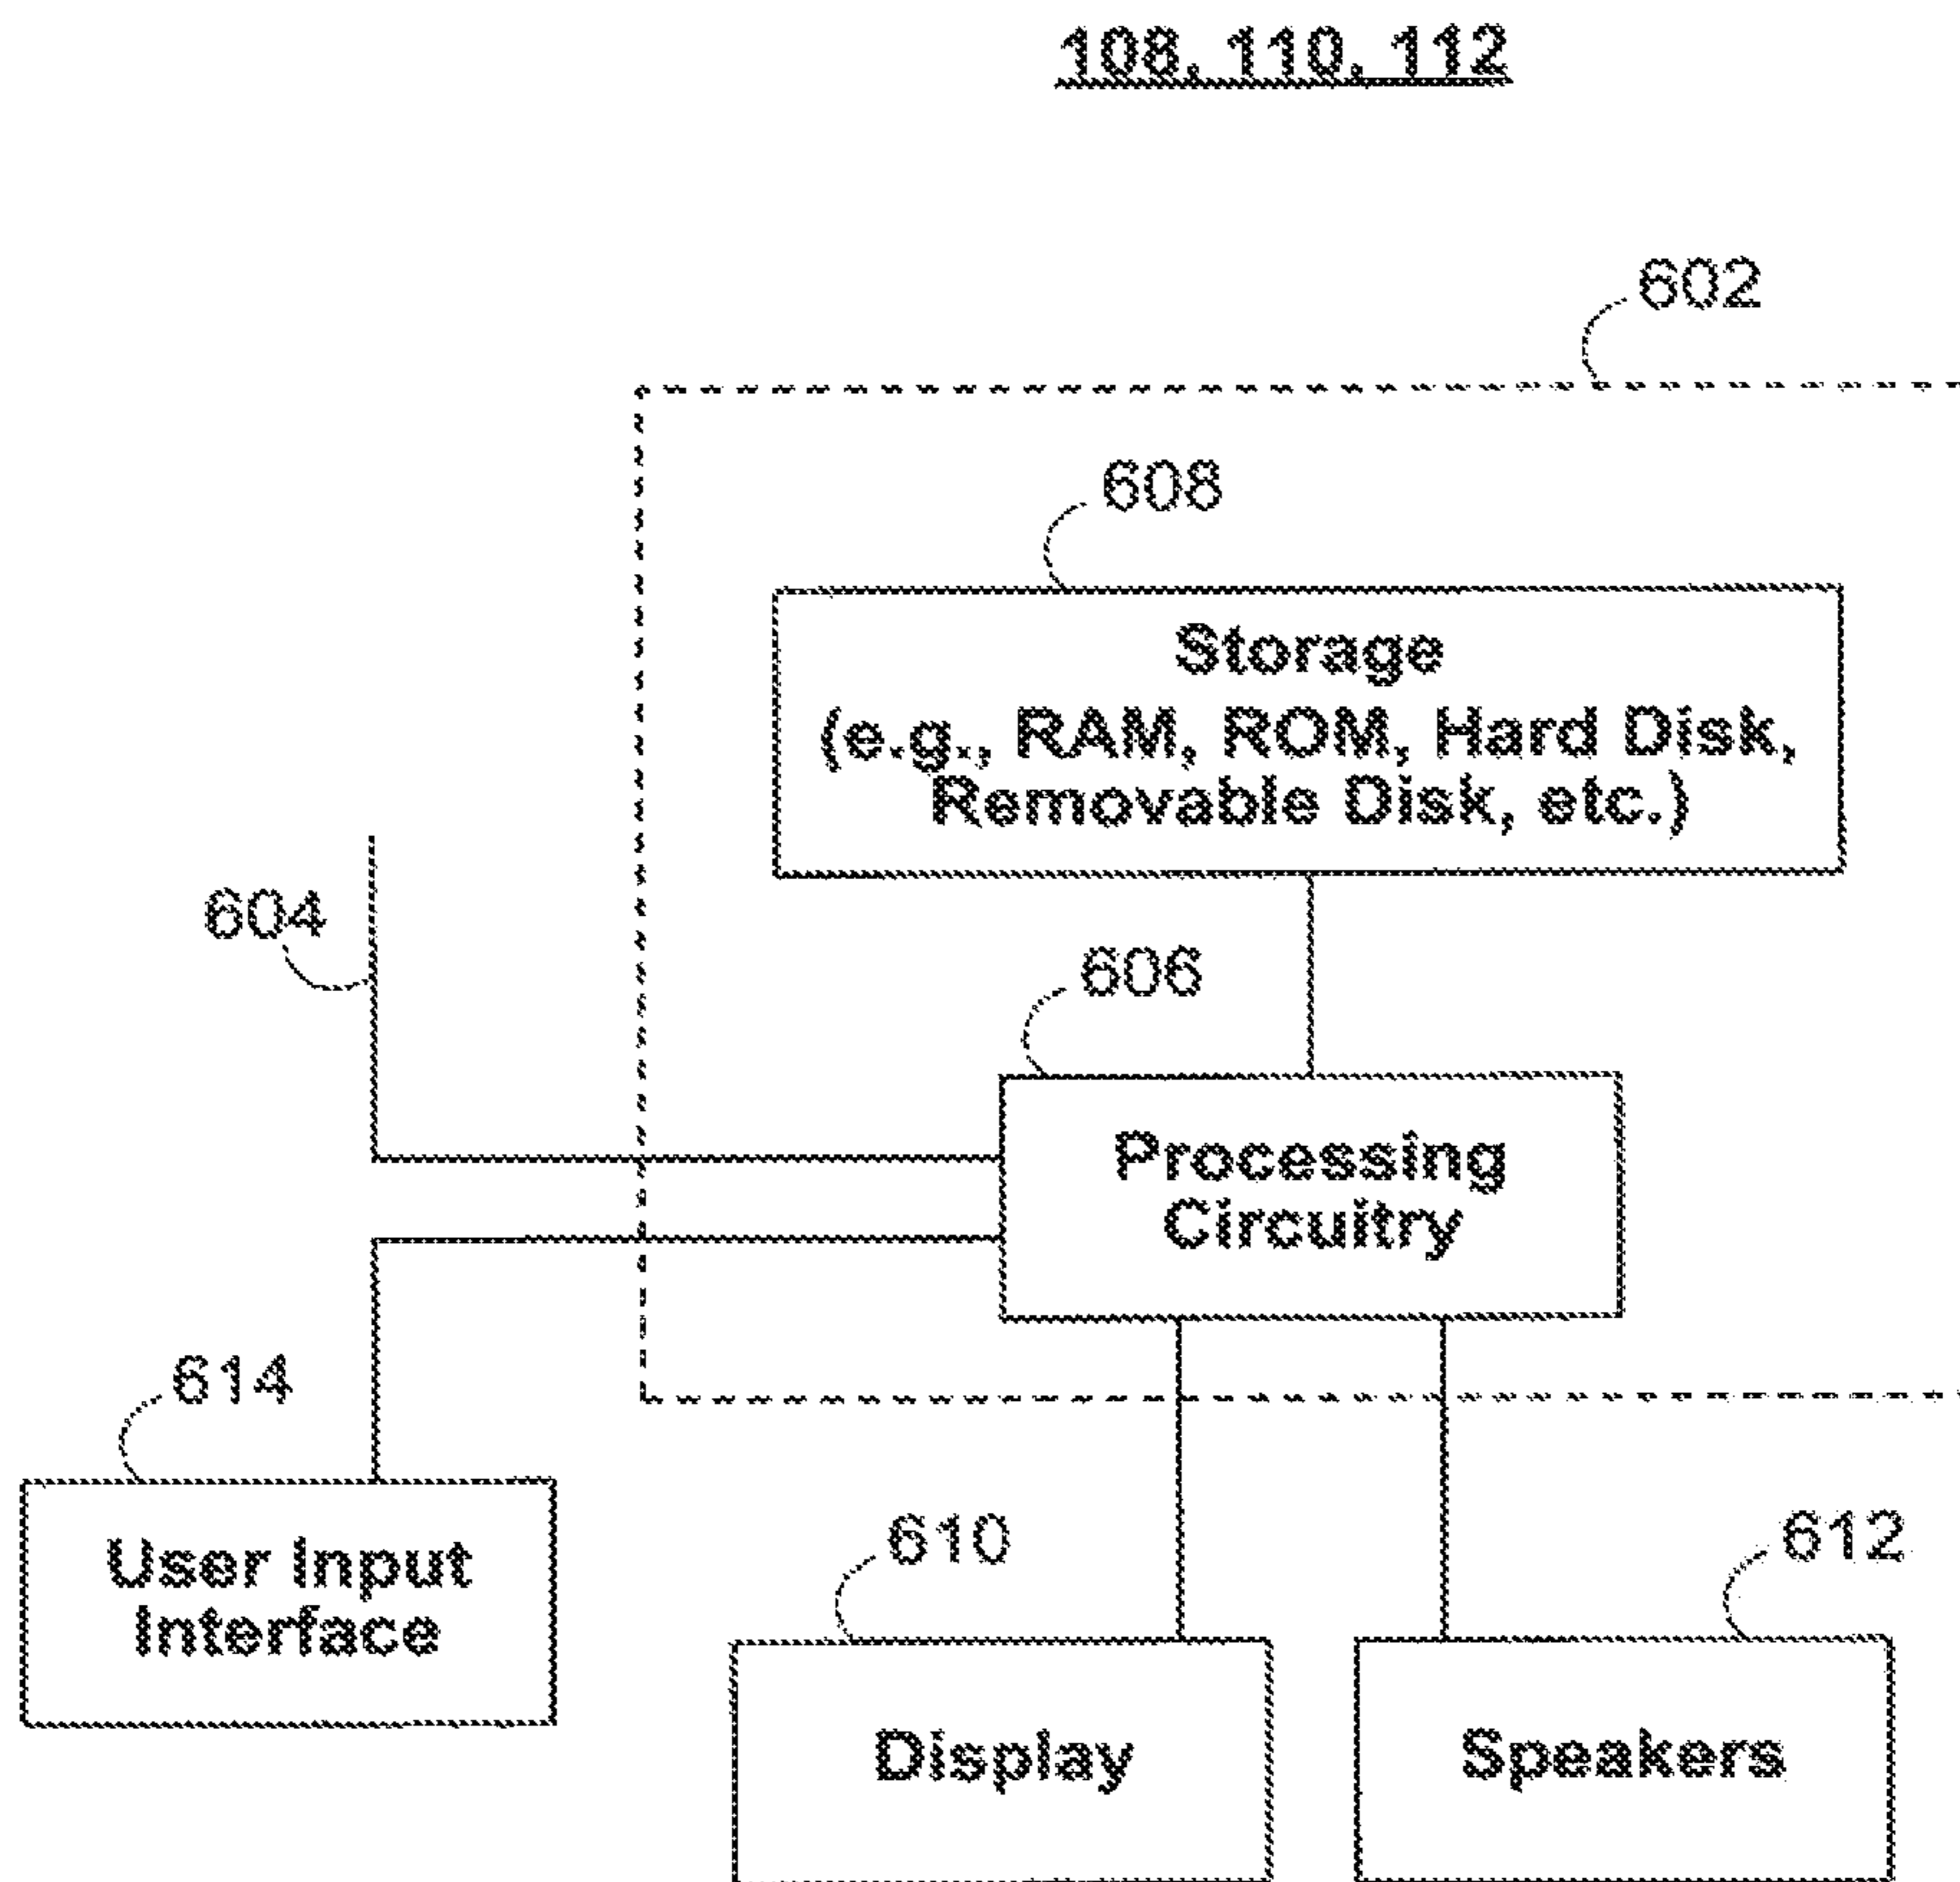 108, 110, 112
602
608
Storage
(e.g., RAM, ROM, Hard Disk,
Removable Disk, etc.)
604
606
Processing
Circuitry
614
User Input
Interface
610
Display
612
Speakers